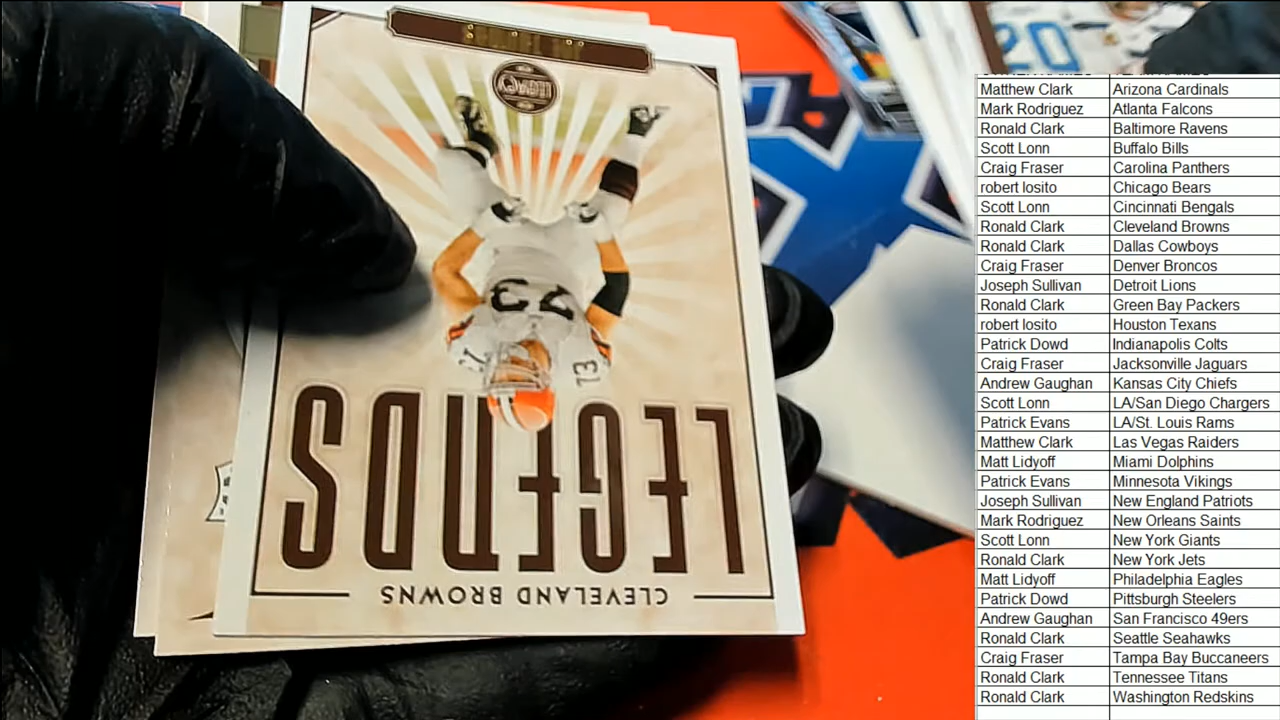 LEGACY
73
73
LEGENDS
CLEVELAND BROWNS
20
Matthew Clark Arizona Cardinals
Mark Rodriguez Atlanta Falcons
Ronald Clark Baltimore Ravens
Scott Lonn Buffalo Bills
Craig Fraser Carolina Panthers
robert losito Chicago Bears
Scott Lonn Cincinnati Bengals
Ronald Clark Cleveland Browns
Ronald Clark Dallas Cowboys
Craig Fraser Denver Broncos
Joseph Sullivan Detroit Lions
Ronald Clark Green Bay Packers
robert losito Houston Texans
Patrick Dowd Indianapolis Colts
Craig Fraser Jacksonville Jaguars
Andrew Gaughan Kansas City Chiefs
Scott Lonn LA/San Diego Chargers
Patrick Evans LA/St. Louis Rams
Matthew Clark Las Vegas Raiders
Matt Lidyoff Miami Dolphins
Patrick Evans Minnesota Vikings
Joseph Sullivan New England Patriots
Mark Rodriguez New Orleans Saints
Scott Lonn New York Giants
Ronald Clark New York Jets
Matt Lidyoff Philadelphia Eagles
Patrick Dowd Pittsburgh Steelers
Andrew Gaughan San Francisco 49ers
Ronald Clark Seattle Seahawks
Craig Fraser Tampa Bay Buccaneers
Ronald Clark Tennessee Titans
Ronald Clark Washington Redskins